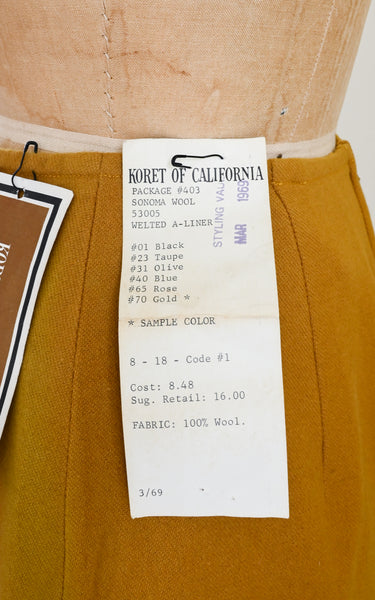 KORET OF CALIFORNIA
PACKAGE #403
SONOMA WOOL
53005
WELTED A-LINER
STYLING
MAR 1969
#01 Black
#23 Taupe
#31 Olive
#40 Blue
#65 Rose
#70 Gold *
* SAMPLE COLOR
8 - 18 - Code #1
Cost: 8.48
Sug. Retail: 16.00
FABRIC: 100% Wool.
3/69